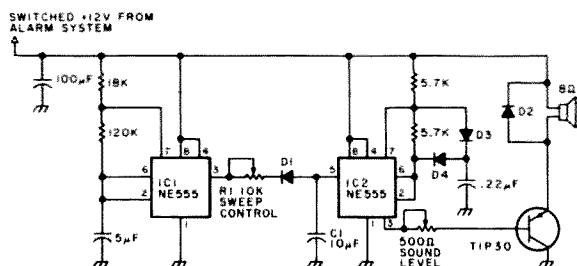 SWITCHED +12V FROM
ALARM SYSTEM
100µF
18K
120K
5µF
7 8 4
6
2
3
1
IC1
NE555
R1 10K
SWEEP
CONTROL
D1
C1
10µF
5
8 4 7
6
2
1 3
IC2
NE555
5.7K
5.7K
D3
D4
.22µF
500Ω
SOUND
LEVEL
D2
8Ω
TIP30